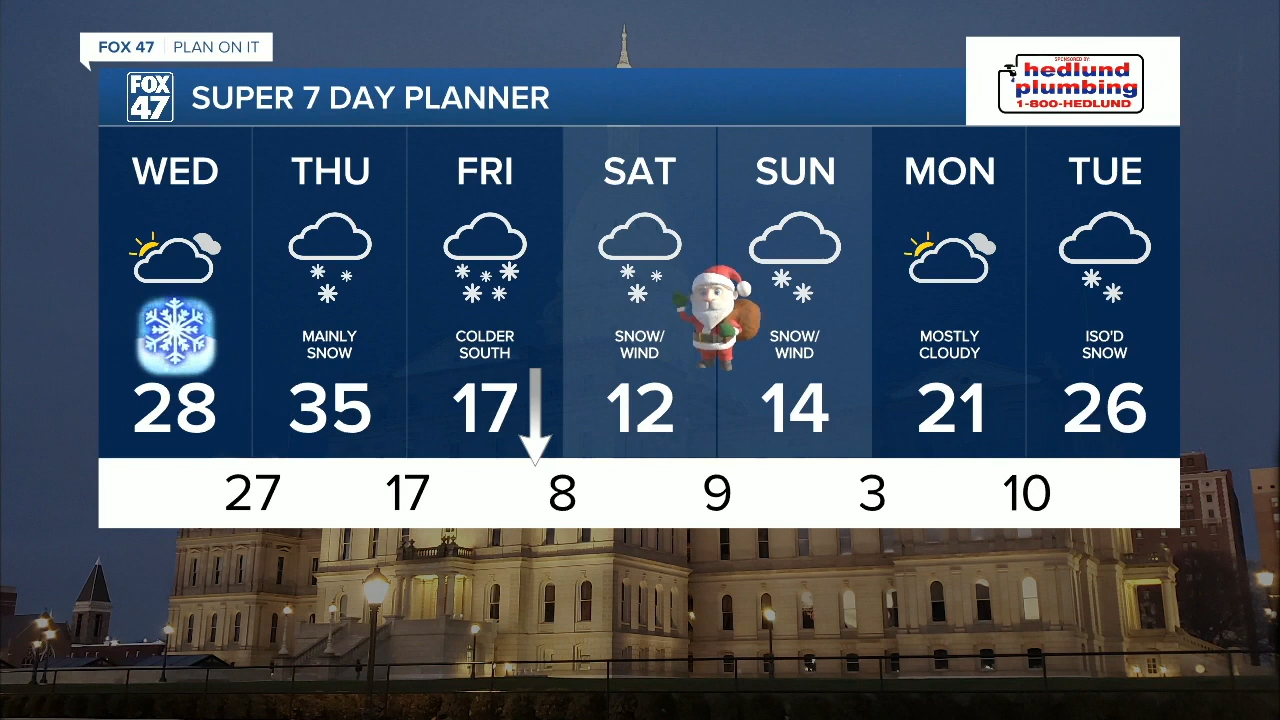 FOX 47 PLAN ON IT
FOX
47
SUPER 7 DAY PLANNER
SPONSORED BY:
hedlund
plumbing
1-800-HEDLUND
WED THU FRI SAT SUN MON TUE
MAINLY
SNOW
COLDER
SOUTH
SNOW/
WIND
SNOW/
WIND
MOSTLY
CLOUDY
ISO'D
SNOW
28 35 17 12 14 21 26
27 17 8 9 3 10